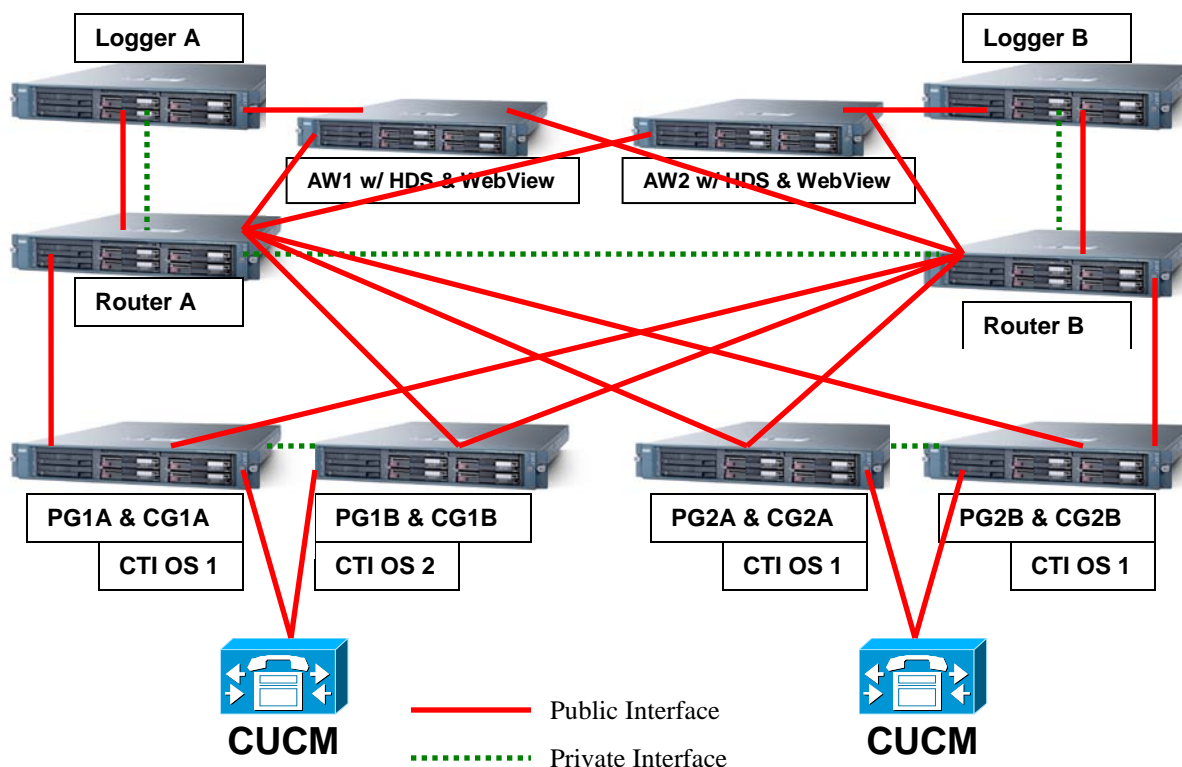 Logger A
Logger B
AW1 w/ HDS & WebView
AW2 w/ HDS & WebView
Router A
Router B
PG1A & CG1A
PG1B & CG1B
PG2A & CG2A
PG2B & CG2B
CTI OS 1
CTI OS 2
CTI OS 1
CTI OS 1
CUCM
CUCM
Public Interface
Private Interface